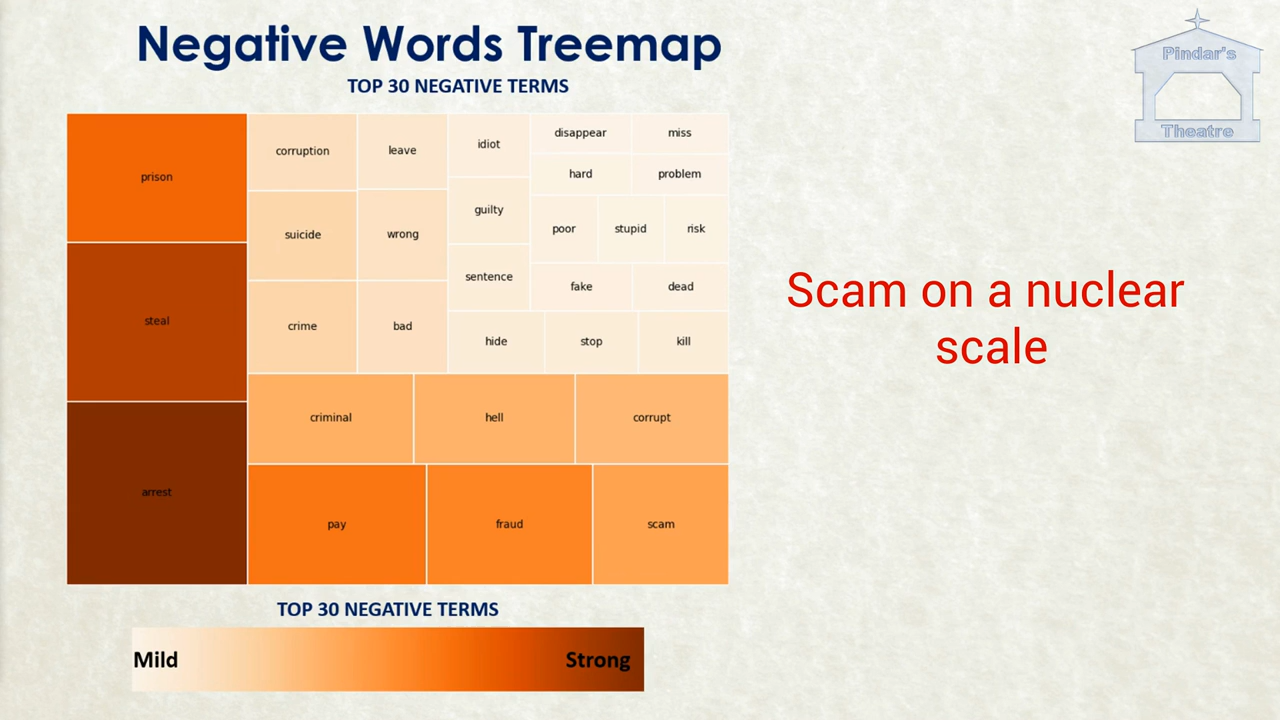 Negative Words Treemap
TOP 30 NEGATIVE TERMS
Pindar's
Theatre
prison
steal
arrest
corruption
suicide
crime
leave
wrong
bad
idiot
guilty
sentence
disappear
miss
hard
problem
poor
stupid
risk
fake
dead
hide
stop
kill
criminal
hell
corrupt
pay
fraud
scam
Scam on a nuclear
scale
TOP 30 NEGATIVE TERMS
Mild
Strong